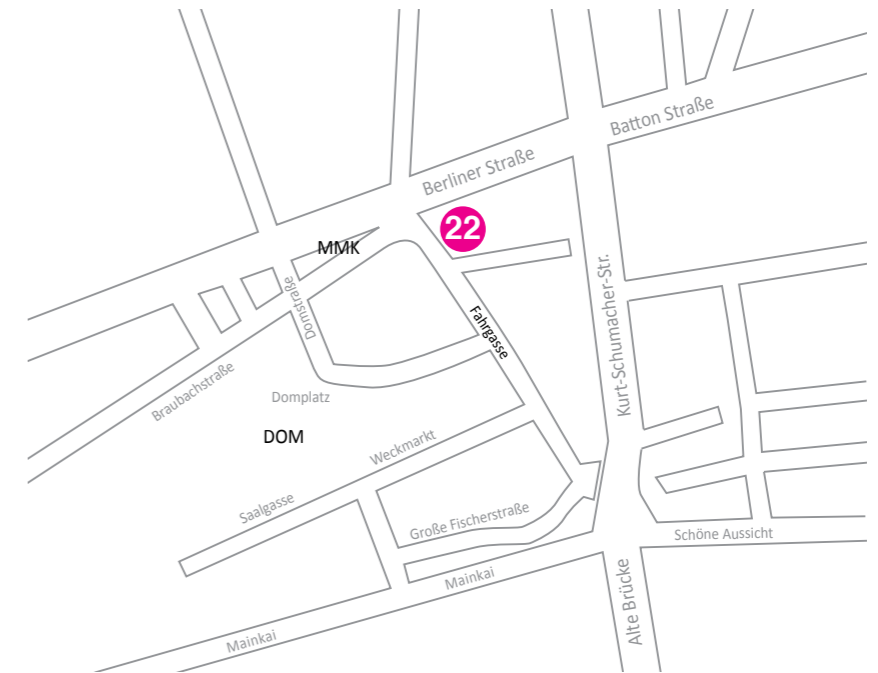 Batton Straße
Berliner Straße
22
MMK
Domstraße
Fahrgasse
Kurt-Schumacher-Str.
Braubachstraße
Domplatz
DOM
Weckmarkt
Saalgasse
Große Fischerstraße
Schöne Aussicht
Mainkai
Alte Brücke
Mainkai